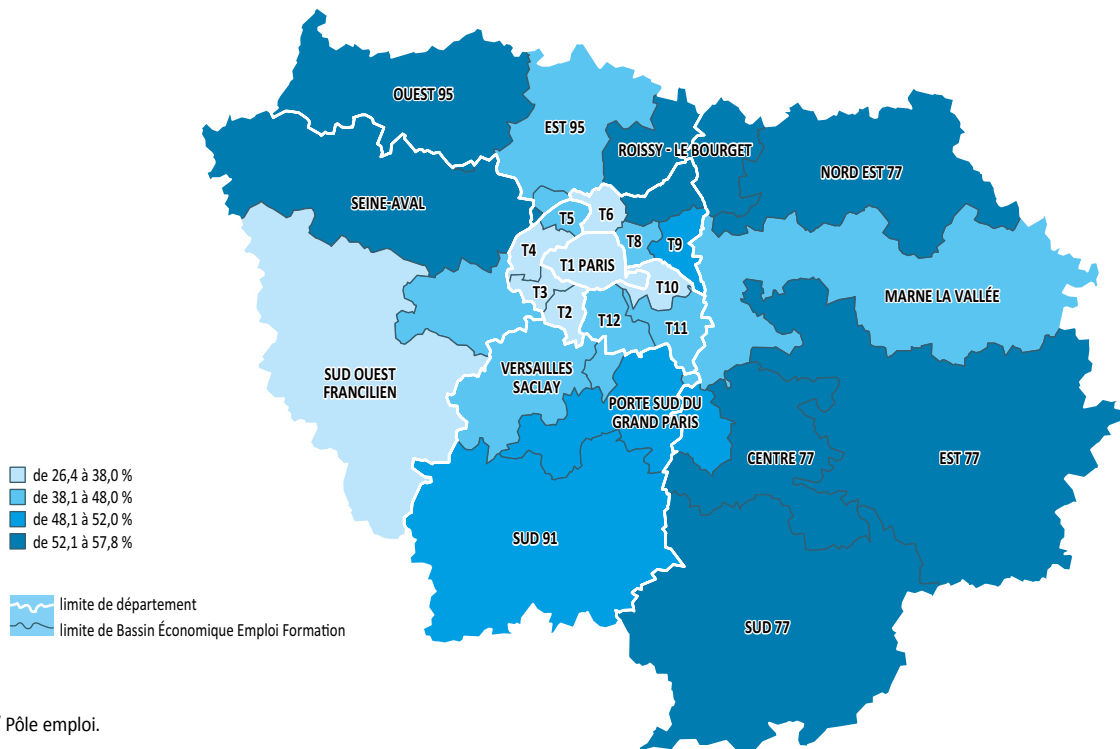 OUEST 95
EST 95
ROISSY - LE BOURGET
NORD EST 77
SEINE-AVAL
T5
T6
T4
T8
T9
T1 PARIS
T3
T10
T2
T12
T11
MARNE LA VALLÉE
SUD OUEST
FRANCILIEN
VERSAILLES
SACLAY
PORTE SUD DU
GRAND PARIS
CENTRE 77
EST 77
SUD 91
SUD 77
de 26,4 à 38,0 %
de 38,1 à 48,0 %
de 48,1 à 52,0 %
de 52,1 à 57,8 %
limite de département
limite de Bassin Économique Emploi Formation
Pôle emploi.